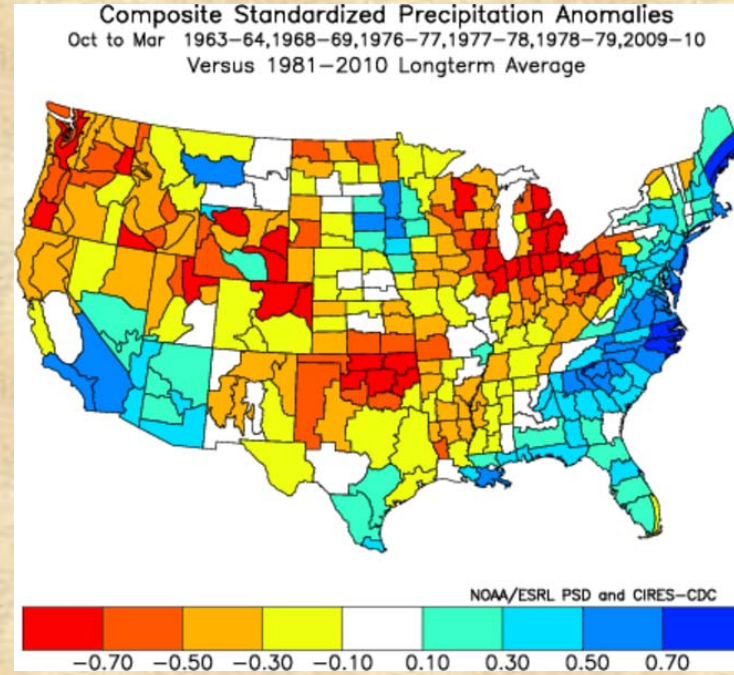 Composite Standardized Precipitation Anomalies
Oct to Mar 1963-64,1968-69,1976-77,1977-78,1978-79,2009-10
Versus 1981-2010 Longterm Average
NOAA/ESRL PSD and CIRES-CDC
-0.70 -0.50 -0.30 -0.10 0.10 0.30 0.50 0.70